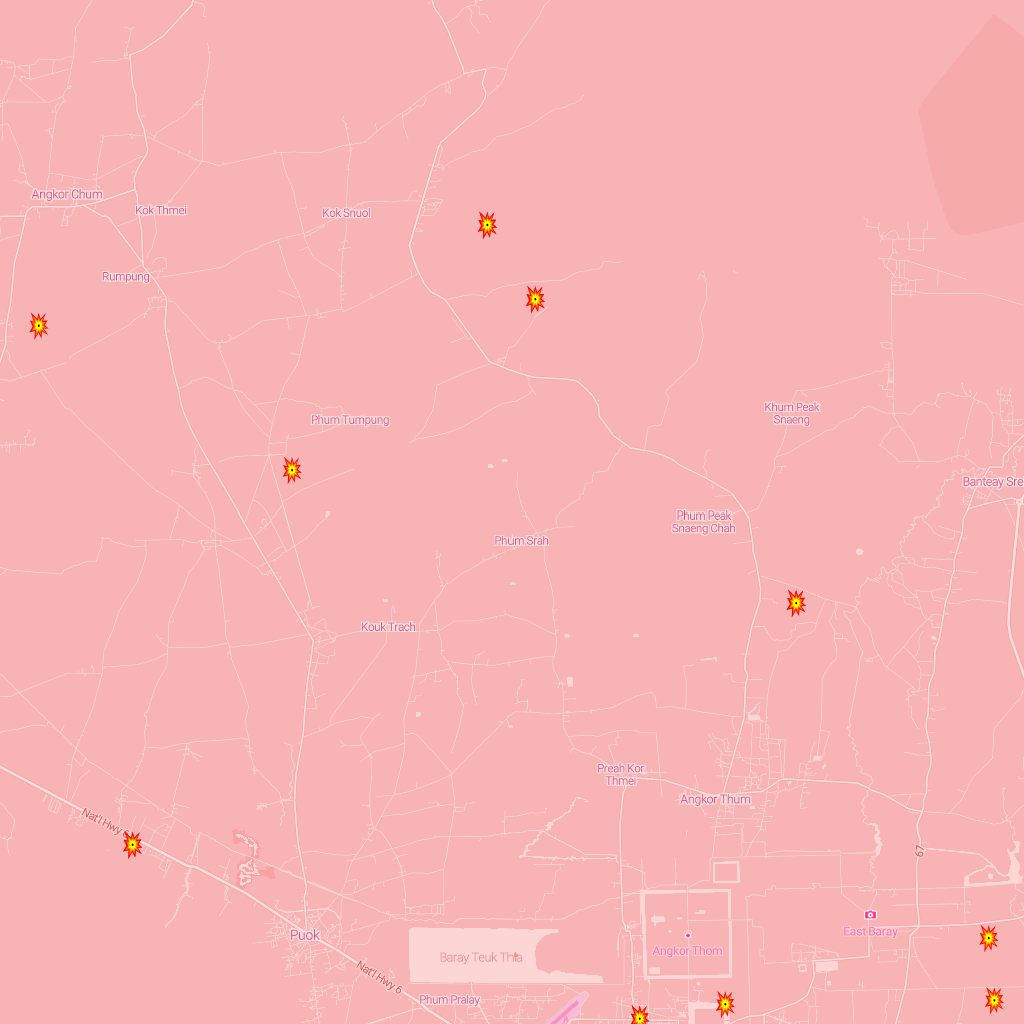 Angkor Chum
Kok Thmei
Kok Snuol
Rumpung
Phum Tumpung
Khum Peak
Snaeng
Banteay Sre
Phum Peak
Snaeng Chah
Phum Srah
Kouk Trach
Preah Kor
Thmei
Angkor Thum
Nat'l Hwy
67
Puok
East Baray
Angkor Thom
Baray Teuk Thla
Nat'l Hwy 6
Phum Pralay